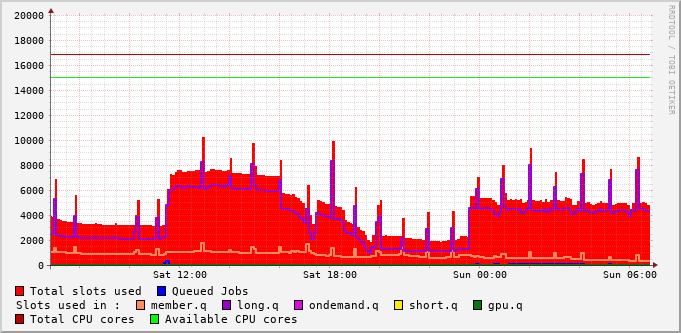 20000
18000
16000
14000
12000
10000
8000
6000
4000
2000
0
Sat 12:00 Sat 18:00 Sun 00:00 Sun 06:00
RRDTOOL / TOBI OETIKER
Total slots used Queued Jobs
Slots used in : member.q long.q ondemand.q short.q gpu.q
Total CPU cores Available CPU cores